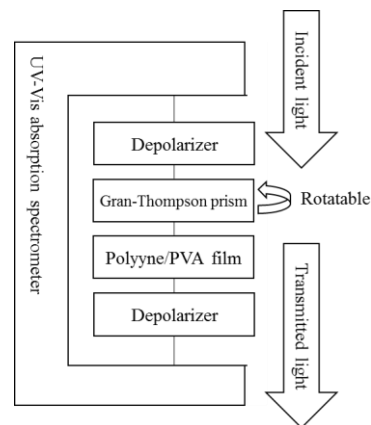 UV-Vis absorption spectrometer
Incident light
Depolarizer
Gran-Thompson prism
Rotatable
Polyyne/PVA film
Depolarizer
Transmitted light